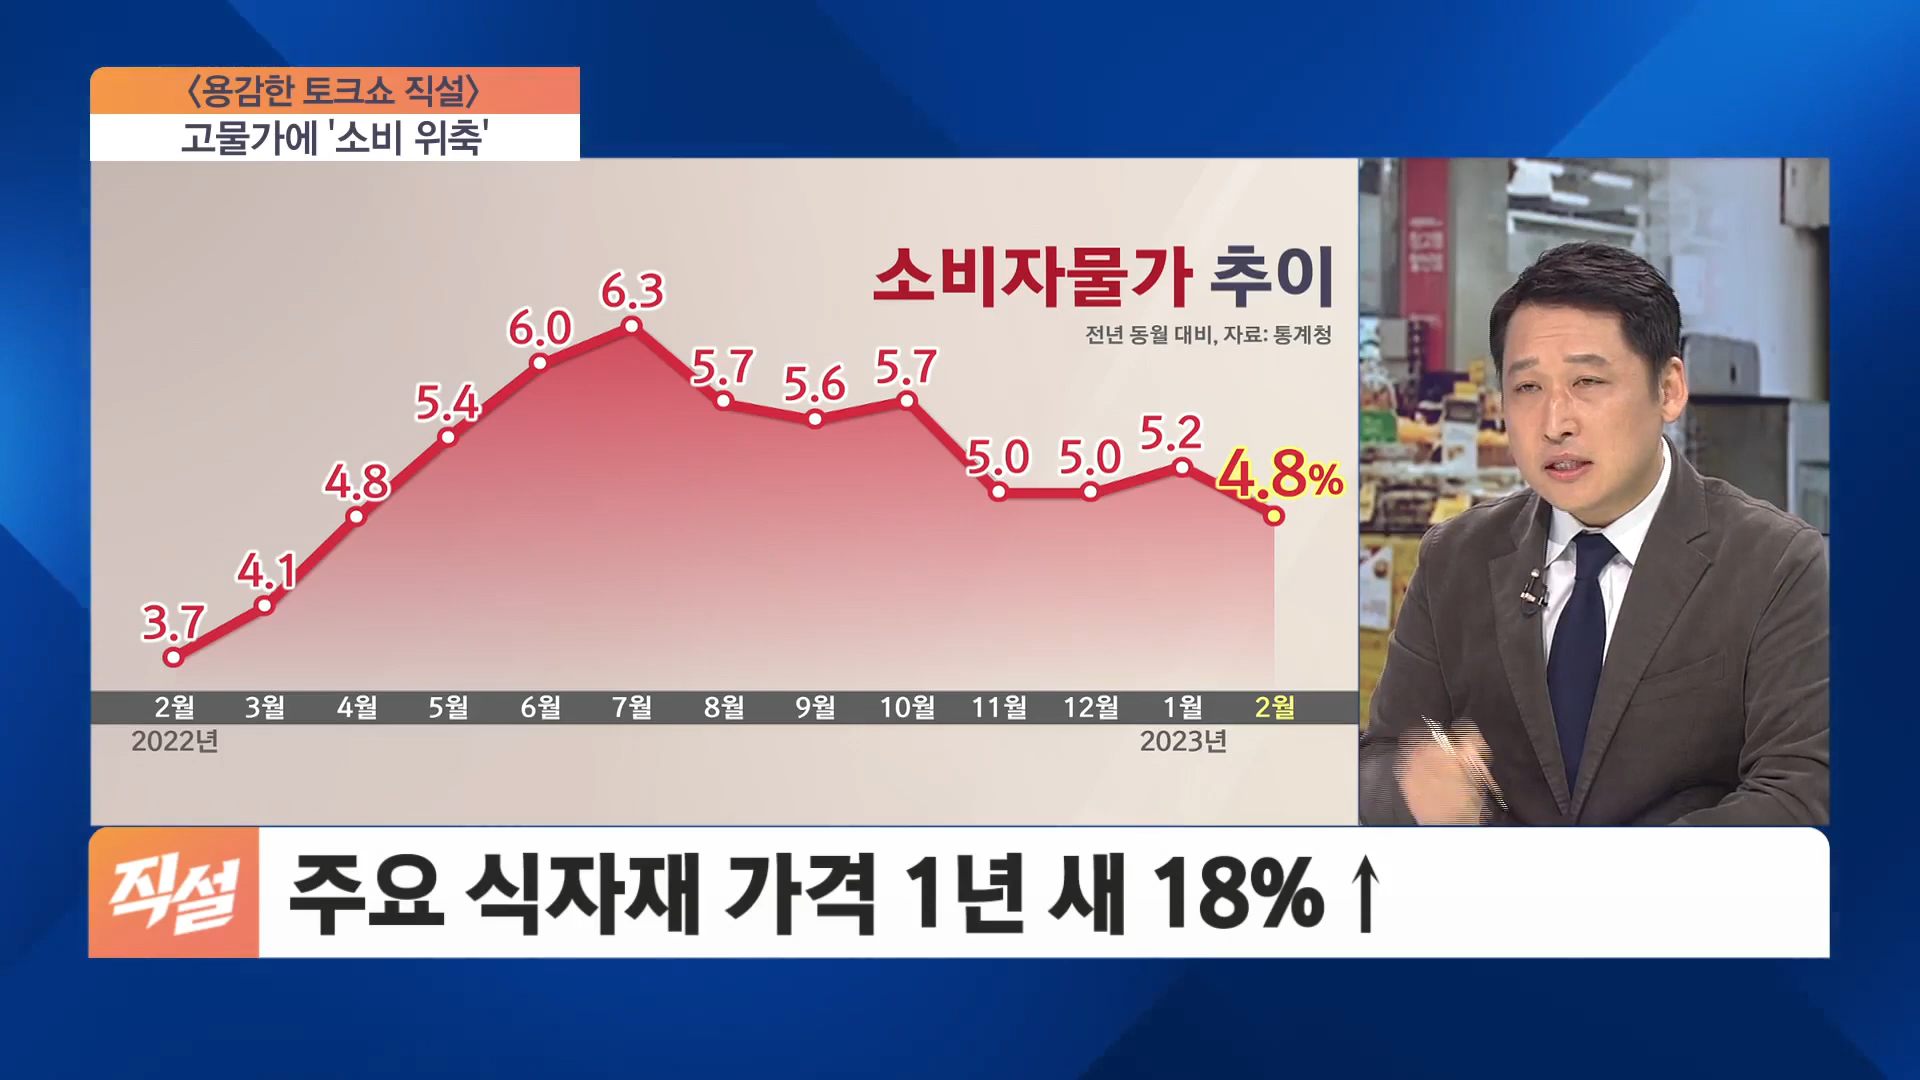 <용감한 토크쇼 직설>
고물가에 '소비 위축'
소비자물가 추이
전년 동월 대비, 자료: 통계청
3.7
4.1
4.8
5.4
6.0
6.3
5.7
5.6
5.7
5.0
5.0
5.2
4.8%
2월 3월 4월 5월 6월 7월 8월 9월 10월 11월 12월 1월 2월
2022년 2023년
직설
주요 식자재 가격 1년 새 18%↑